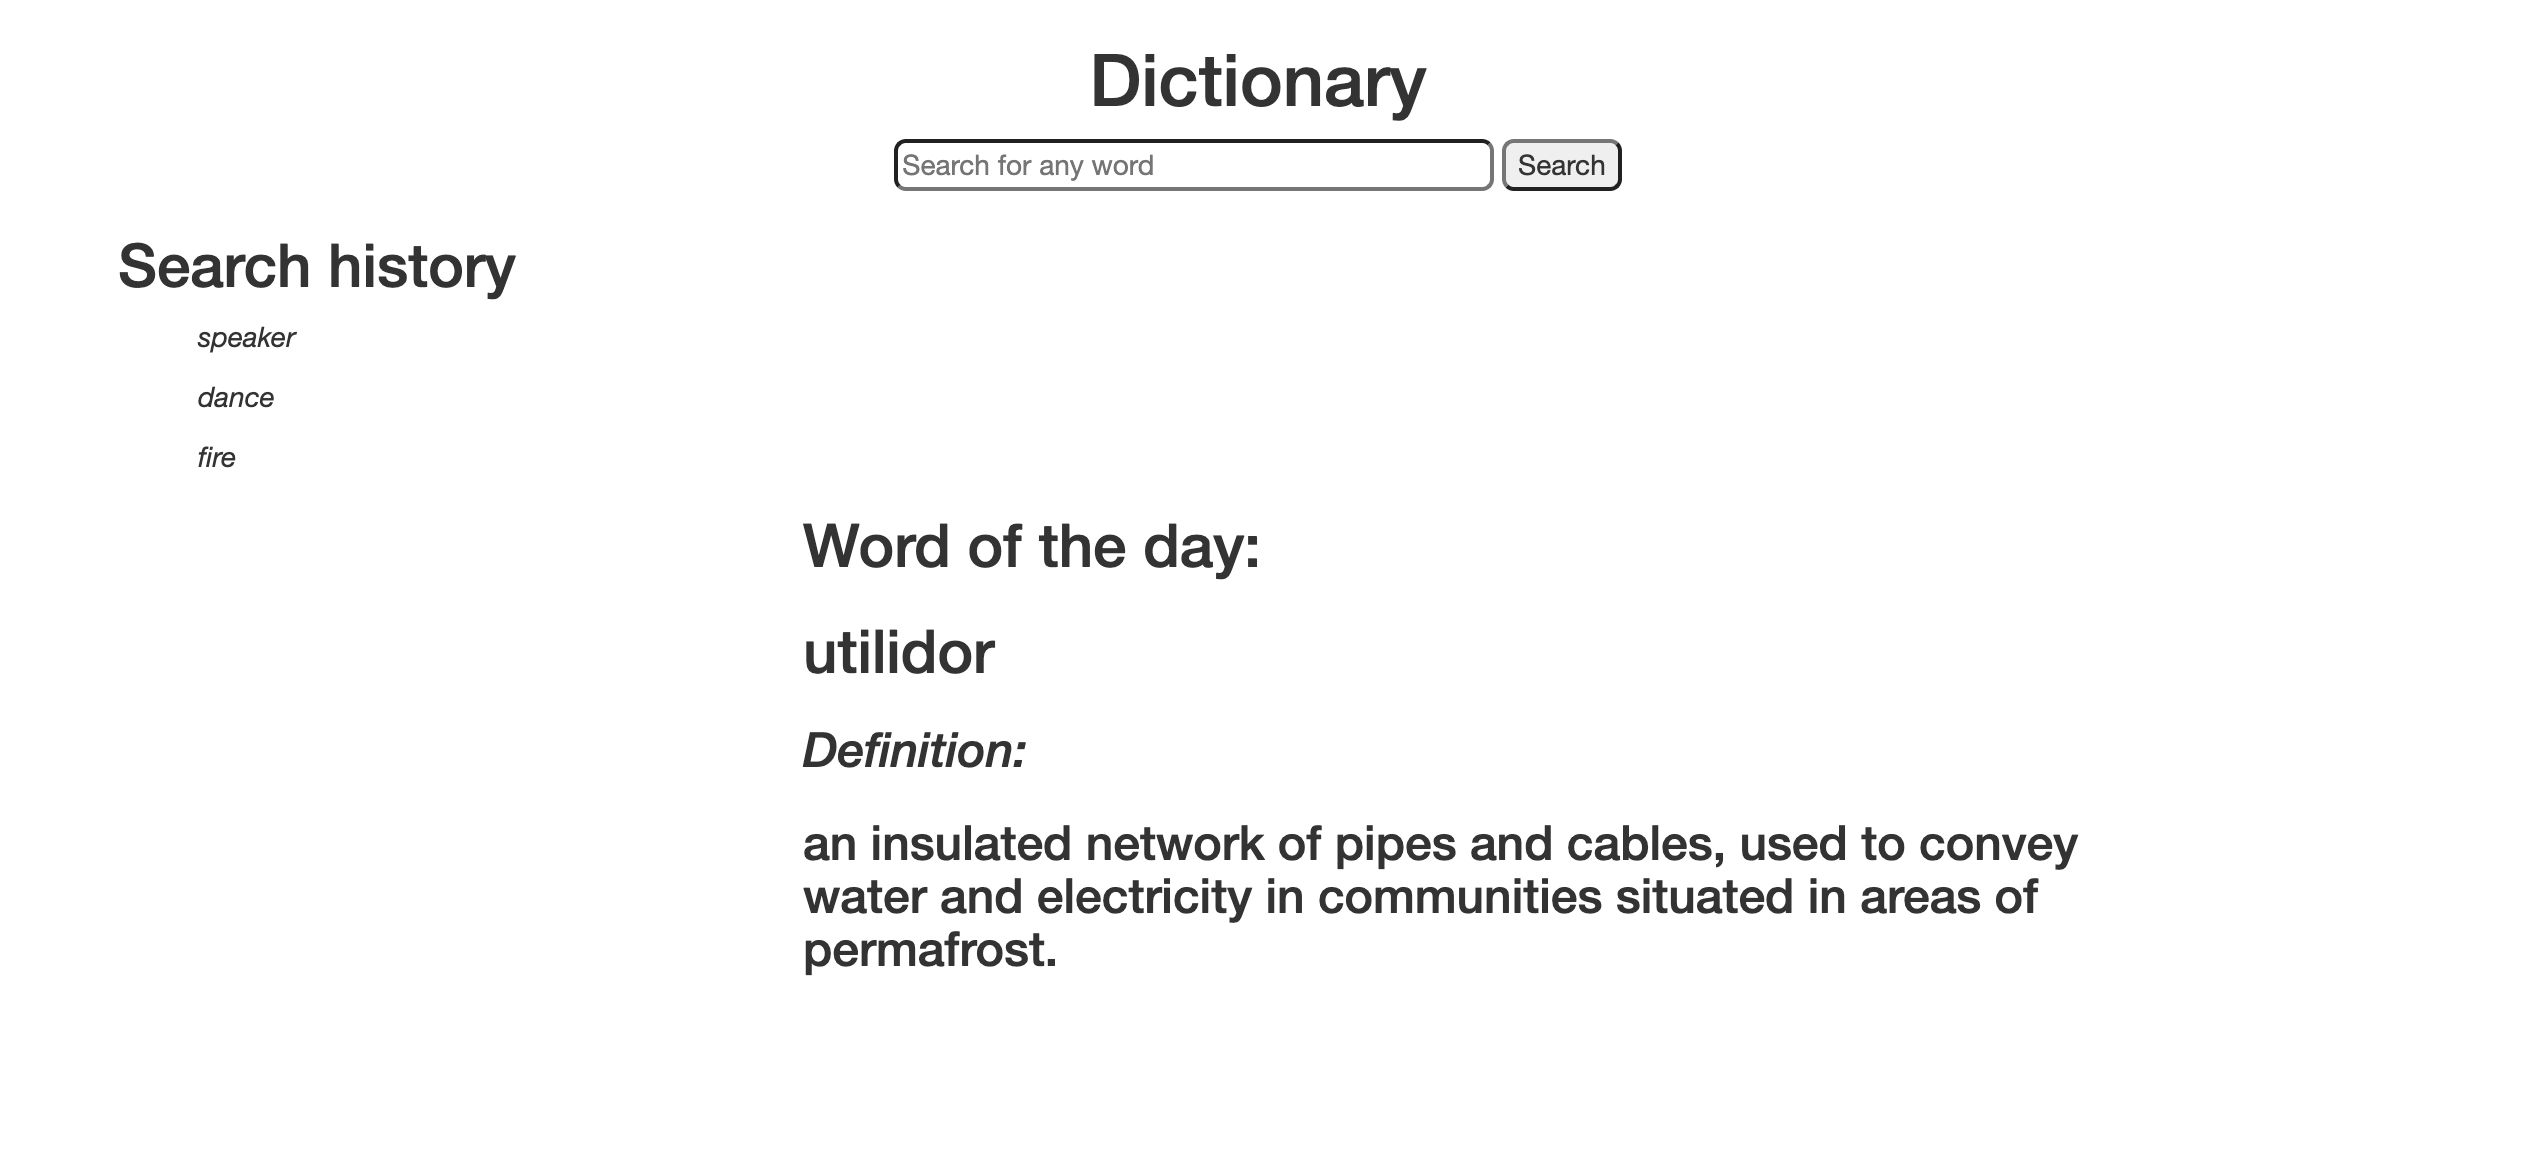 Dictionary
Search for any word Search
Search history
speaker
dance
fire
Word of the day:
utilidor
Definition:
an insulated network of pipes and cables, used to convey
water and electricity in communities situated in areas of
permafrost.